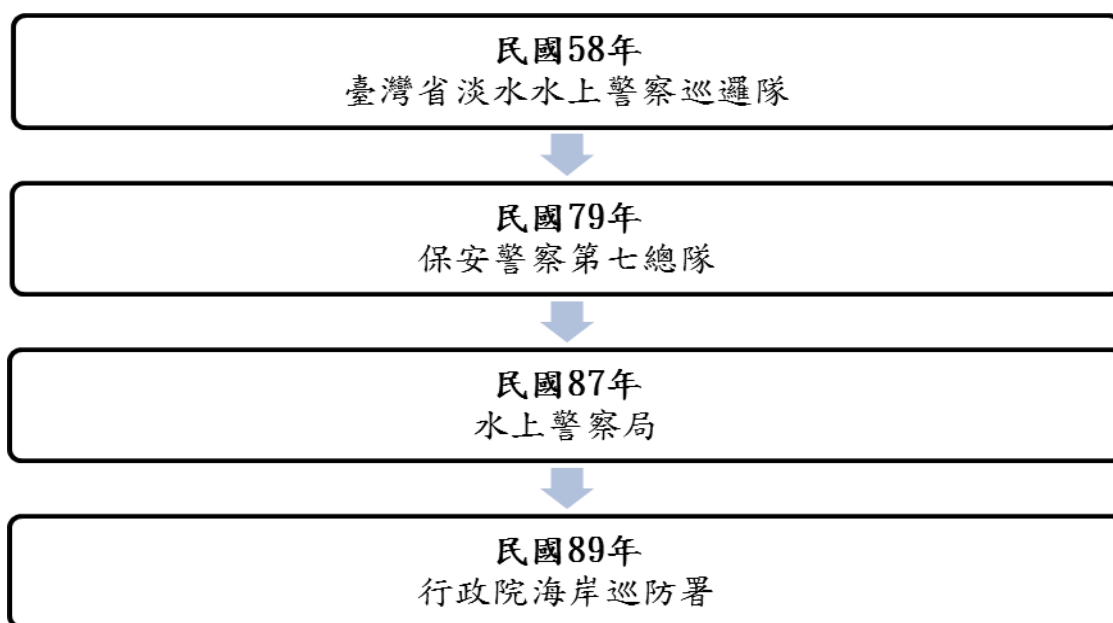 民國58年
臺灣省淡水水上警察巡邏隊
民國79年
保安警察第七總隊
民國87年
水上警察局
民國89年
行政院海岸巡防署